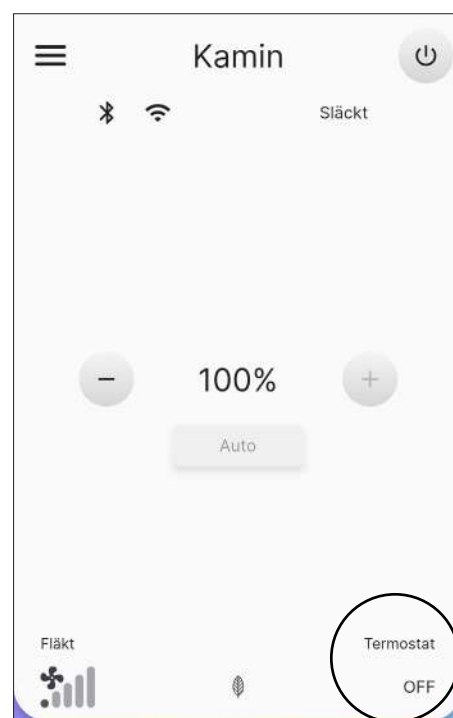 Kamin
Släckt
− 100% +
Auto
Fläkt
Termostat
OFF